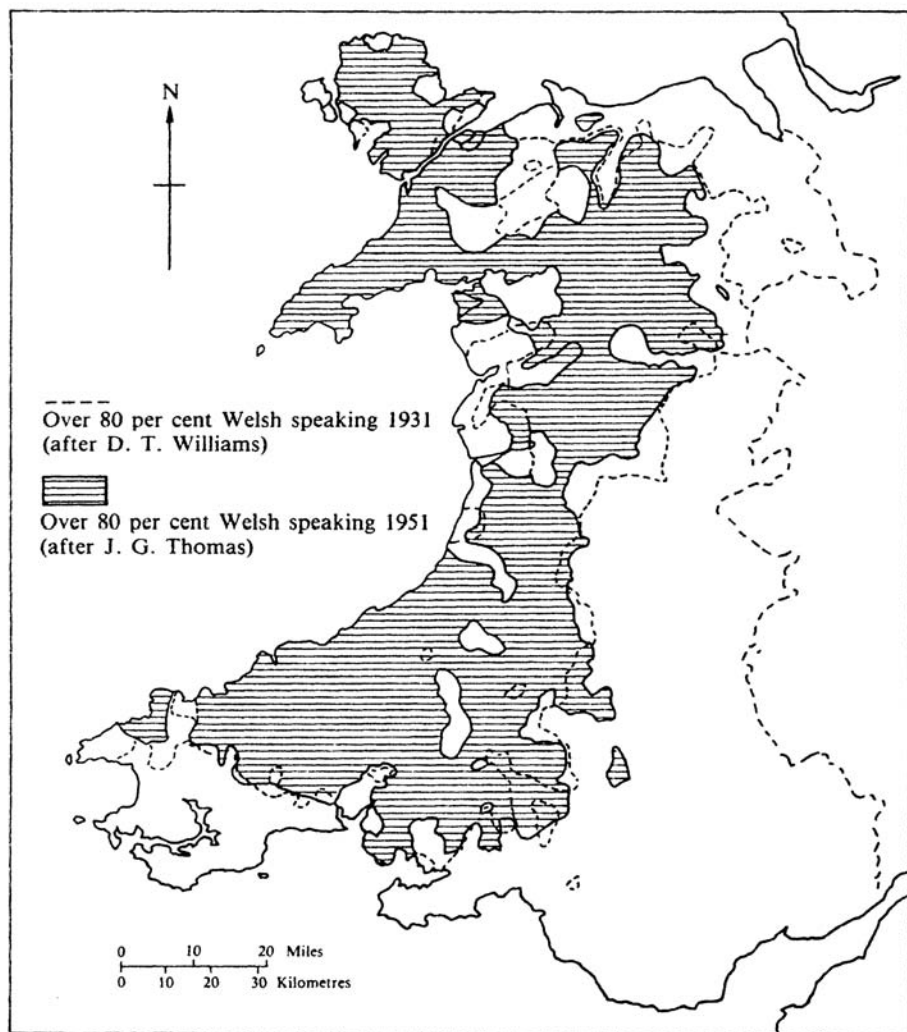 N
Over 80 per cent Welsh speaking 1931
(after D. T. Williams)
Over 80 per cent Welsh speaking 1951
(after J. G. Thomas)
0 10 20 Miles
0 10 20 30 Kilometres